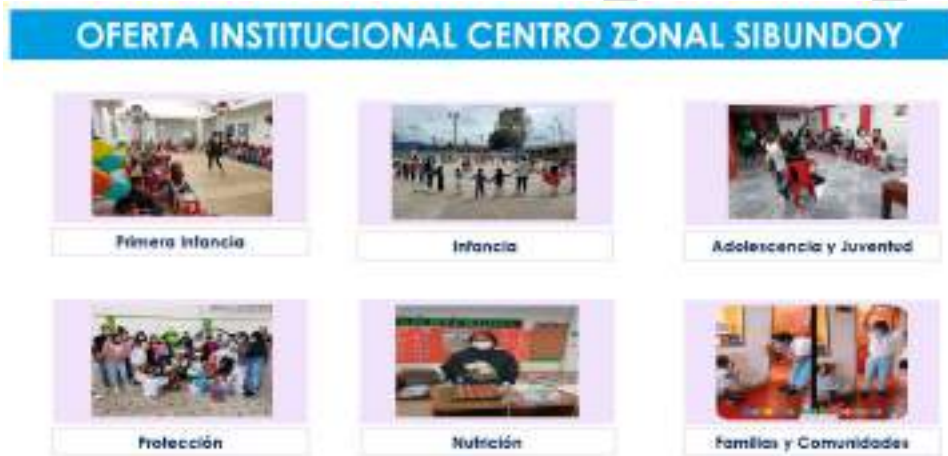 OFERTA INSTITUCIONAL CENTRO ZONAL SIBUNDOY
Primera Infancia
Infancia
Adolescencia y Juventud
Protección
Nutrición
Familias y Comunidades